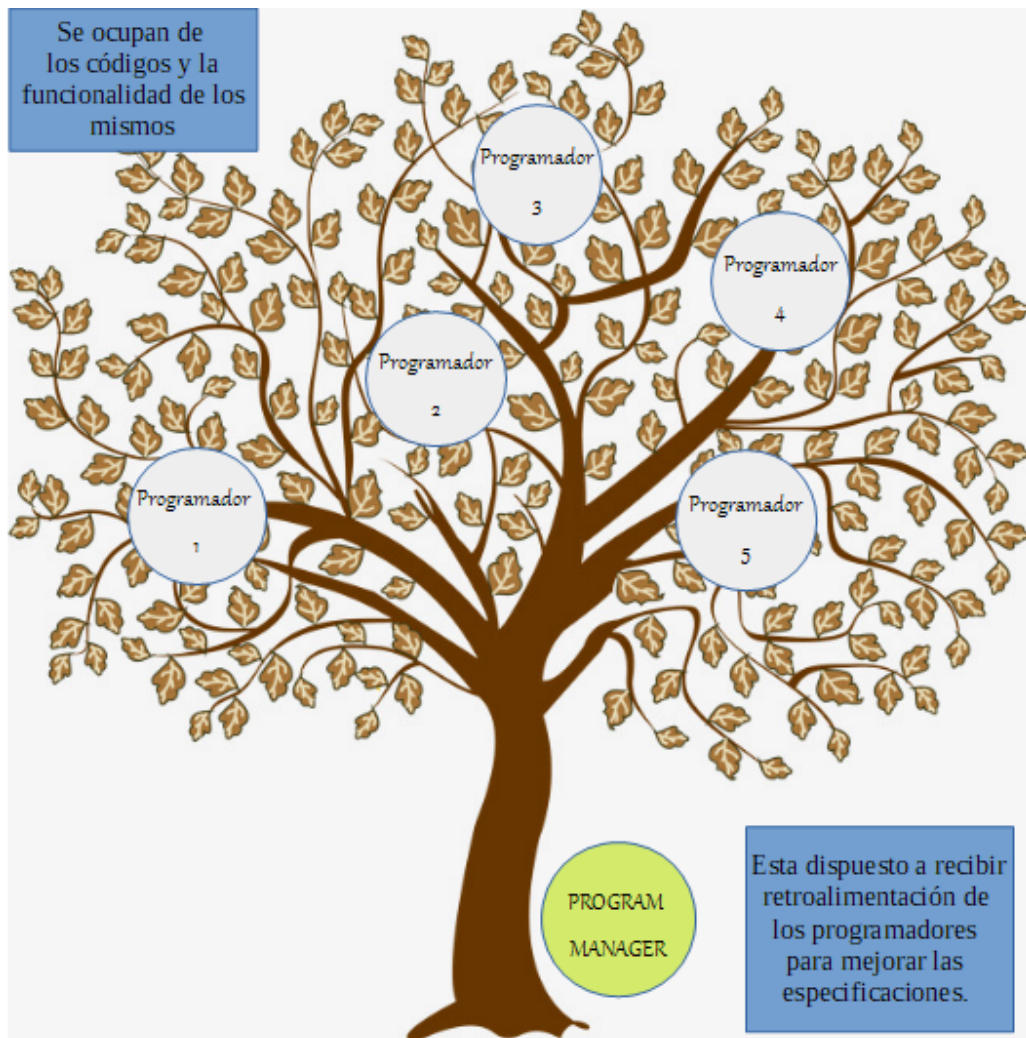 Se ocupan de
los códigos y la
funcionalidad de los
mismos
Programador
3
Programador
4
Programador
2
Programador
1
Programador
5
PROGRAM
MANAGER
Esta dispuesto a recibir
retroalimentación de
los programadores
para mejorar las
especificaciones.